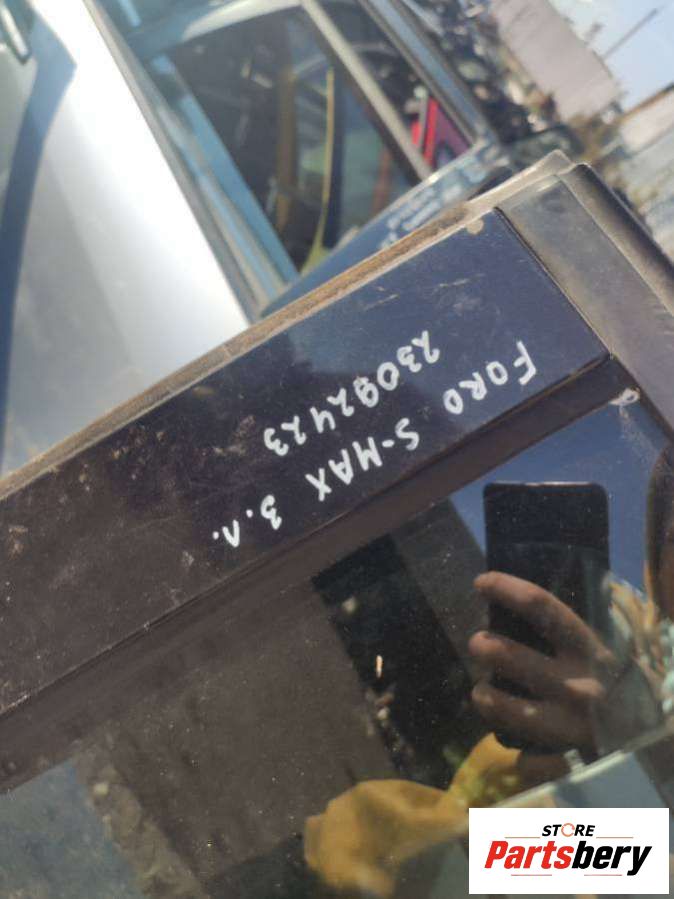 FORD S-MAX З.Л.
23092423
STORE
Partsbery